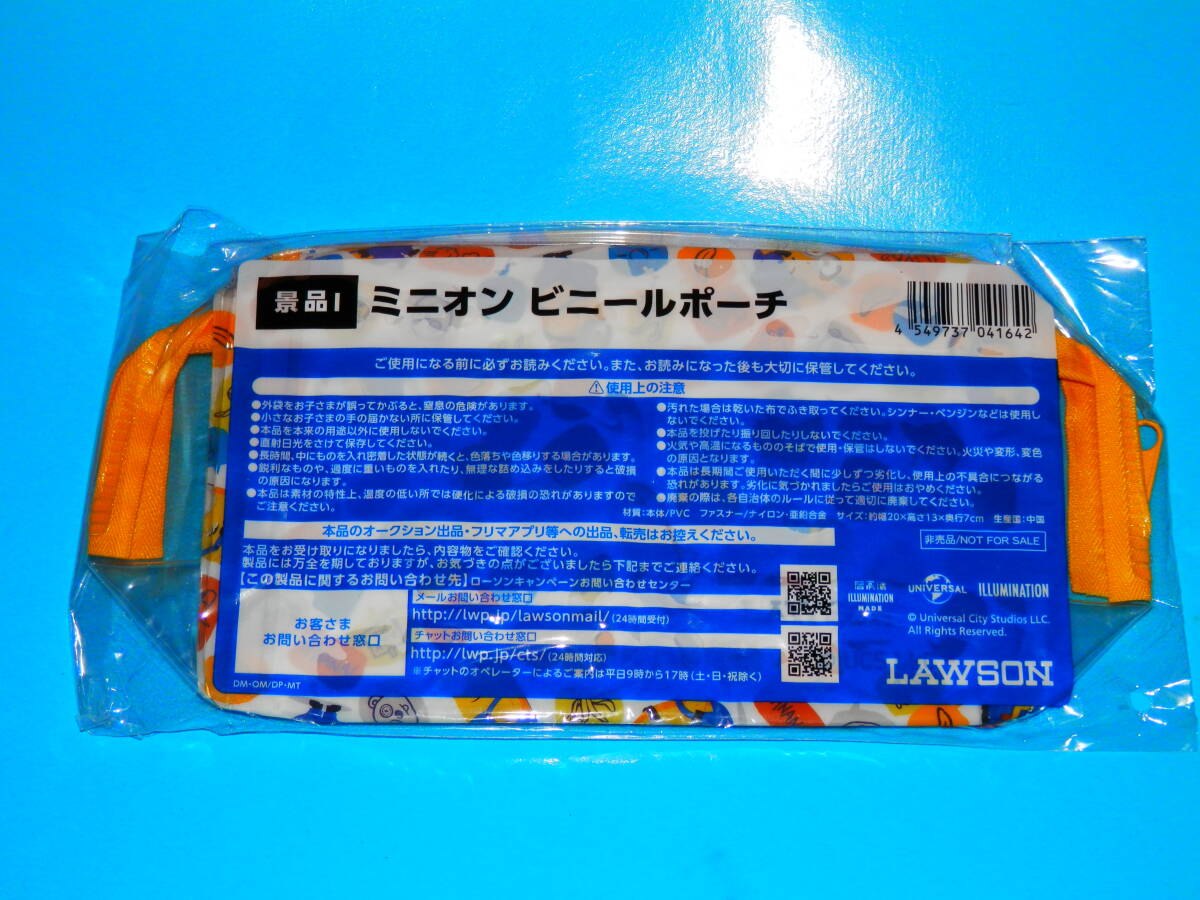 景品I ミニオン ビニールポーチ
4 549737 041642
ご使用になる前に必ずお読みください。また、お読みになった後も大切に保管してください。
⚠使用上の注意
●外袋をお子さまが誤ってかぶると、窒息の危険があります。
●小さなお子さまの手の届かない所に保管してください。
●本品を本来の用途以外に使用しないでください。
●直射日光をさけて保存してください。
●長時間、中にものを入れ密着した状態が続くと、色落ちや色移りする場合があります。
●鋭利なものや、過度に重いものを入れたり、無理な詰め込みをしたりすると破損
の原因になります。
●本品は素材の特性上、温度の低い所では硬化による破損の恐れがありますので
ご注意ください。
●汚れた場合は乾いた布でふき取ってください。シンナー・ベンジンなどは使用し
ないでください。
●本品を投げたり振り回したりしないでください。
●火気や高温になるもののそばで使用・保管はしないでください。火災や変形、変色
の原因となります。
●本品は長期間ご使用いただく間に少しずつ劣化し、使用上の不具合につながる
恐れがあります。劣化に気づかれましたらご使用はおやめください。
●廃棄の際は、各自治体のルールに従って適切に廃棄してください。
材質:本体/PVC ファスナー/ナイロン・亜鉛合金 サイズ:約幅20×高さ13×奥行7cm 生産国:中国
本品のオークション出品・フリマアプリ等への出品、転売はお控えください。
非売品/NOT FOR SALE
本品をお受け取りになりましたら、内容物をご確認ください。
製品には万全を期しておりますが、お気づきの点がございましたら下記までご連絡ください。
【この製品に関するお問い合わせ先】ローソンキャンペーンお問い合わせセンター
お客さま
お問い合わせ窓口
メールお問い合わせ窓口
http://lwp.jp/lawsonmail/(24時間受付)
チャットお問い合わせ窓口
http://lwp.jp/cts/(24時間対応)
※チャットのオペレーターによるご案内は平日9時から17時(土・日・祝除く)
DM・OM/DP・MT
ILLUMINATION
MADE
UNIVERSAL
ILLUMINATION
© Universal City Studios LLC.
All Rights Reserved.
LAWSON